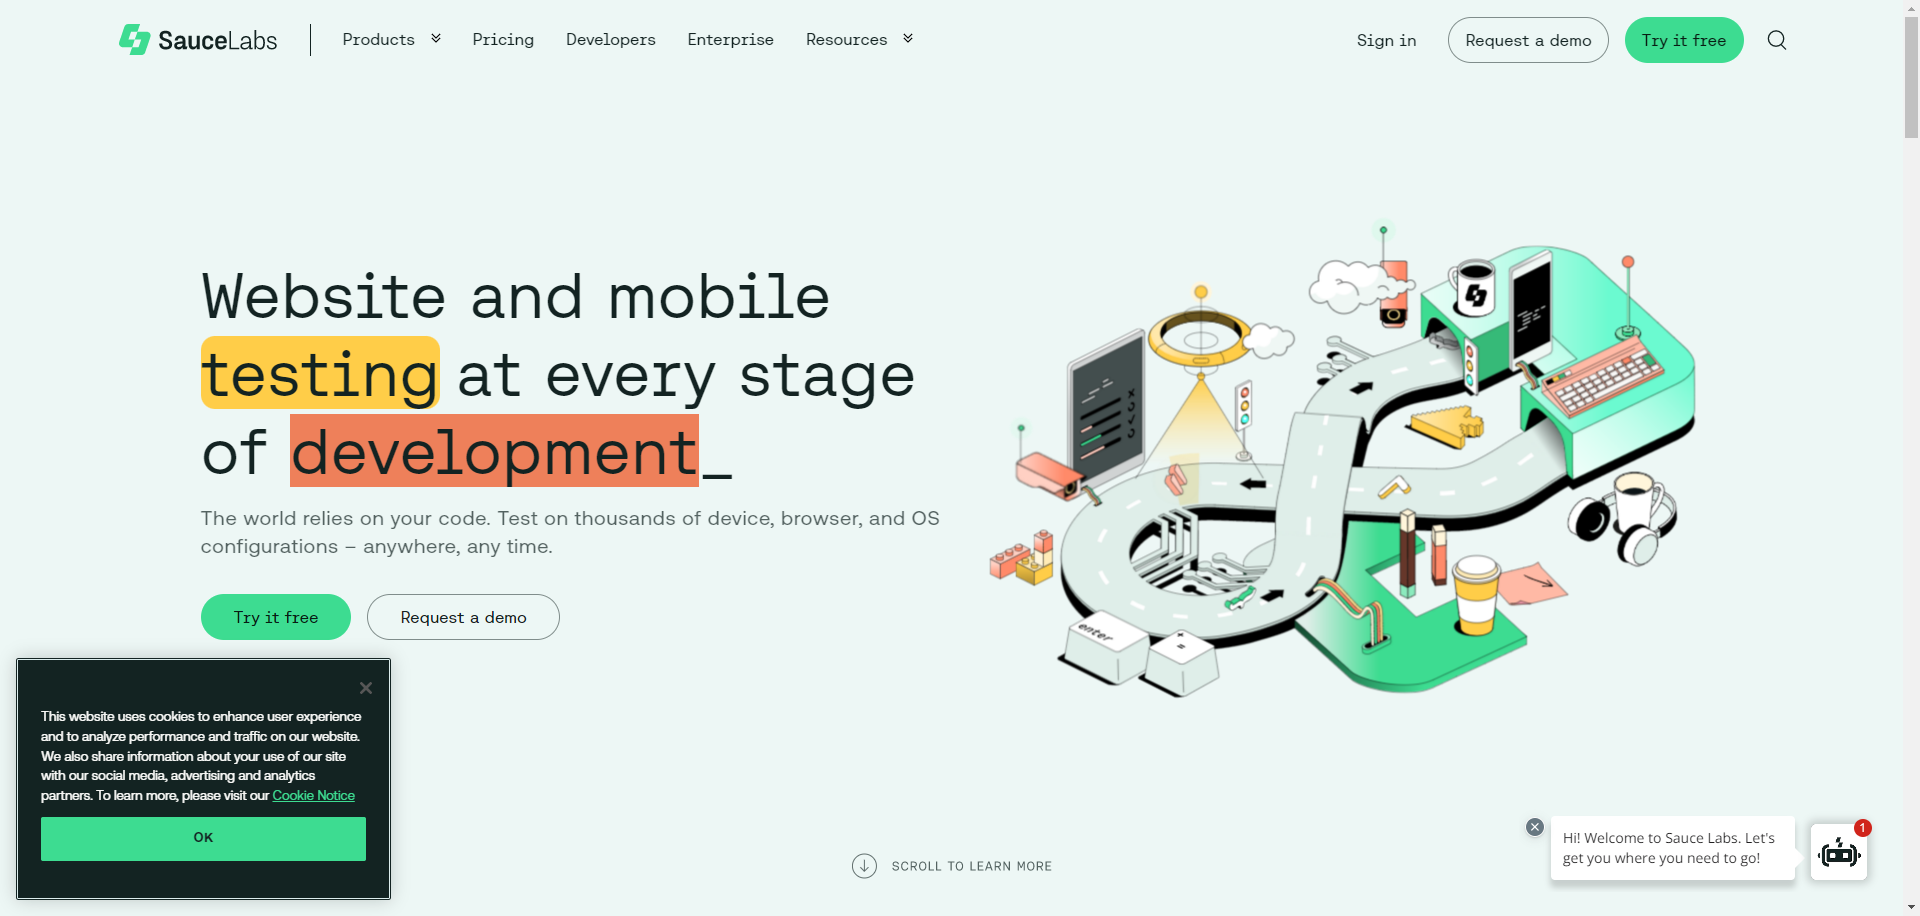 SauceLabs
Products
Pricing
Developers
Enterprise
Resources
Sign in
Request a demo
Try it free
Website and mobile
testing at every stage
of development_
The world relies on your code. Test on thousands of device, browser, and OS
configurations – anywhere, any time.
Try it free
Request a demo
enter
+
=
This website uses cookies to enhance user experience
and to analyze performance and traffic on our website.
We also share information about your use of our site
with our social media, advertising and analytics
partners. To learn more, please visit our Cookie Notice
OK
SCROLL TO LEARN MORE
Hi! Welcome to Sauce Labs. Let's
get you where you need to go!
1